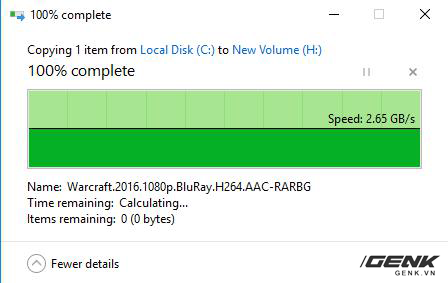 100% complete
Copying 1 item from Local Disk (C:) to New Volume (H:)
100% complete
Speed: 2.65 GB/s
Name: Warcraft.2016.1080p.BluRay.H264.AAC-RARBG
Time remaining: Calculating...
Items remaining: 0 (0 bytes)
Fewer details
GENK
GENK.VN